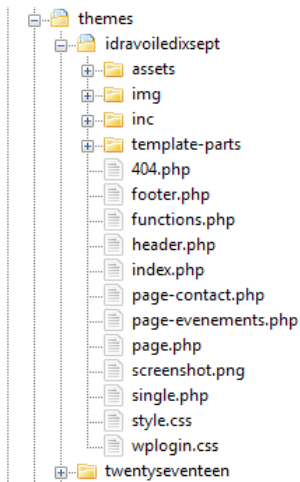 themes
idravoiledixsept
assets
img
inc
template-parts
404.php
footer.php
functions.php
header.php
index.php
page-contact.php
page-evenements.php
page.php
screenshot.png
single.php
style.css
wplogin.css
twentyseventeen